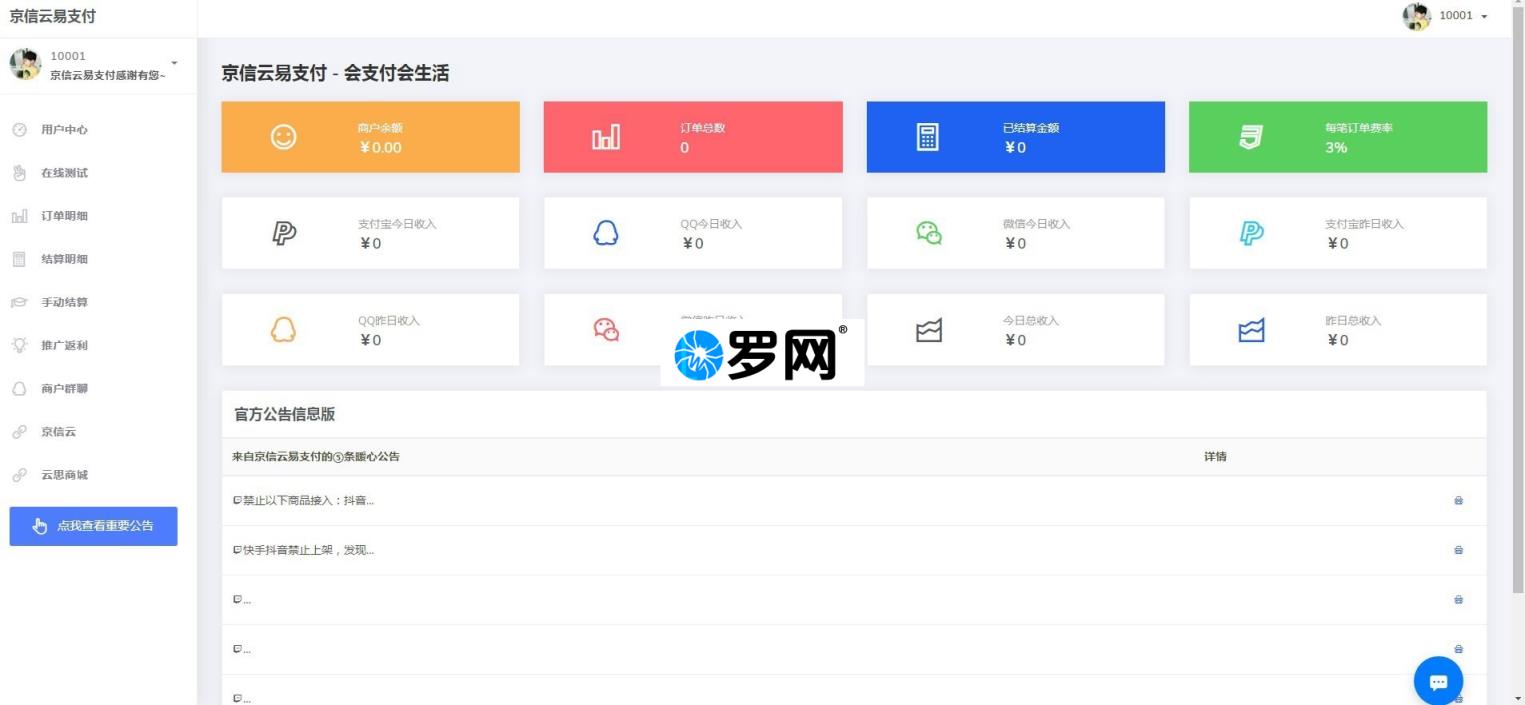 京信云易支付
10001
10001
京信云易支付感谢有您~
用户中心
在线测试
订单明细
结算明细
手动结算
推广返利
商户群聊
京信云
云思商城
点我查看重要公告
京信云易支付 - 会支付会生活
商户余额
￥0.00
订单总数
0
已结算金额
￥0
每笔订单费率
3%
支付宝今日收入
￥0
QQ今日收入
￥0
微信今日收入
￥0
支付宝昨日收入
￥0
QQ昨日收入
￥0
罗网®
今日总收入
￥0
昨日总收入
￥0
官方公告信息版
来自京信云易支付的⑤条暖心公告
详情
禁止以下商品接入：抖音...
快手抖音禁止上架，发现...
...
...
...